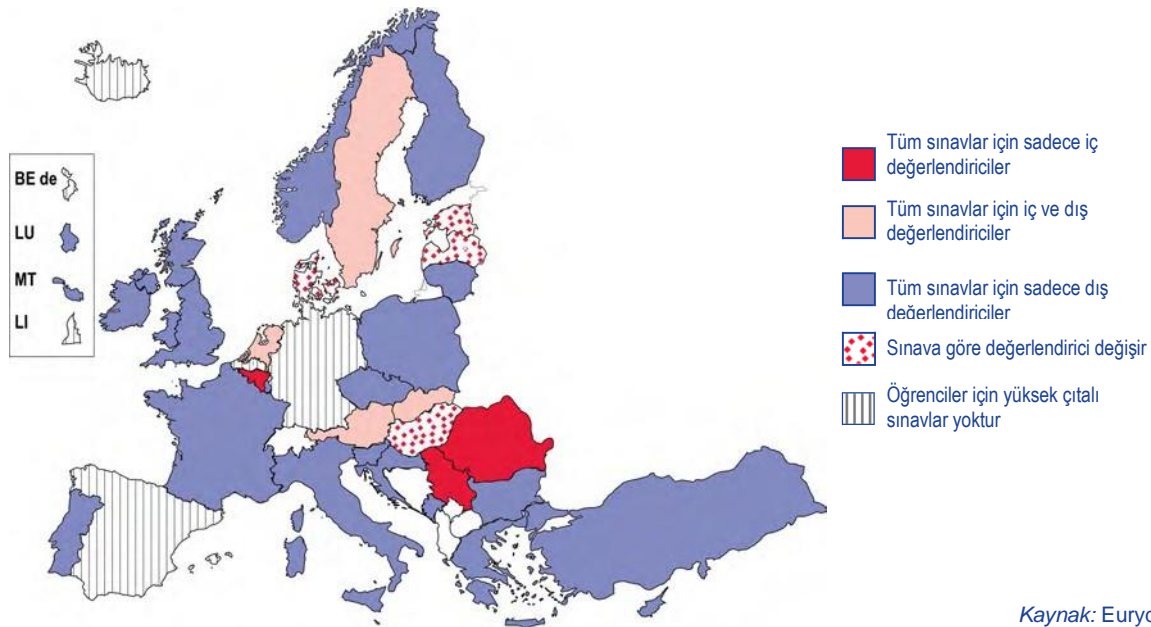 BE de
LU
MT
LI
Tüm sınavlar için sadece iç
değerlendiriciler
Tüm sınavlar için iç ve dış
değerlendiriciler
Tüm sınavlar için sadece dış
değerlendiriciler
Sınava göre değerlendirici değişir
Öğrenciler için yüksek çıtalı
sınavlar yoktur
Kaynak: